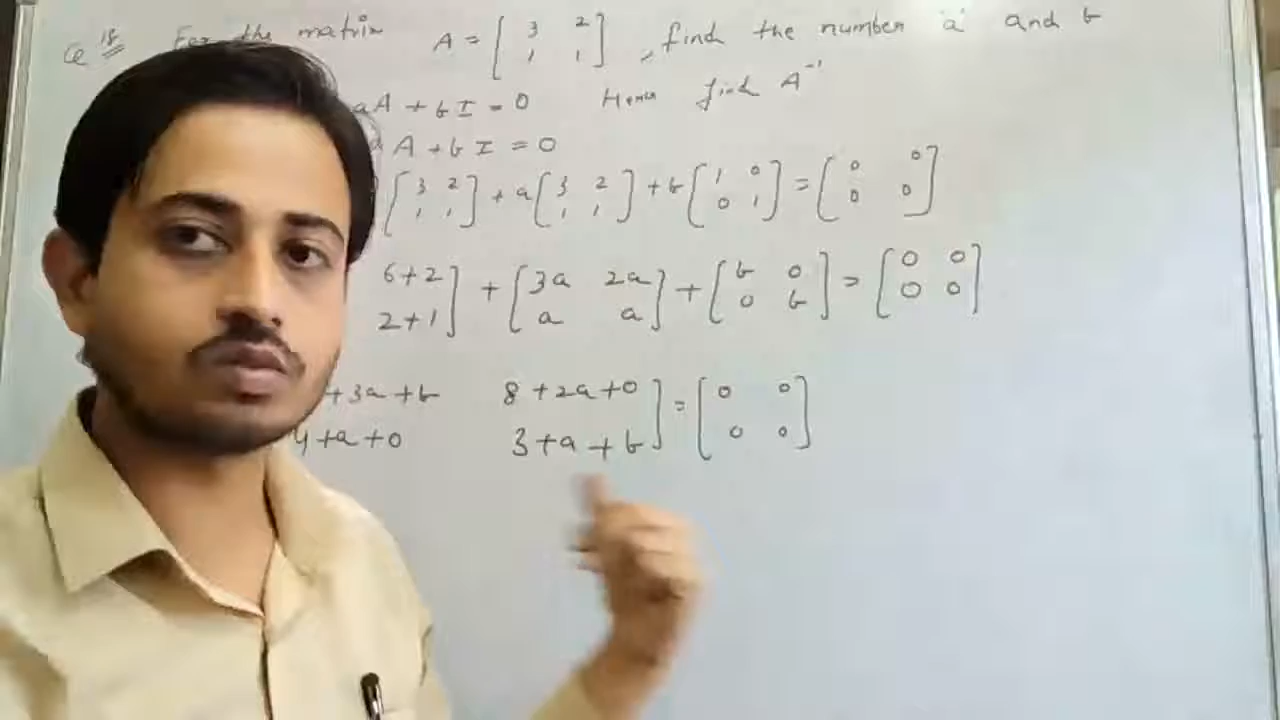 Q 18 For the matrix A = [3 2 1 1], find the number 'a' and b
aA + bI = 0 Hence find A⁻¹
A + bI = 0
[3 2 1 1] + a[3 2 1 1] + b[1 0 0 1] = [0 0 0 0]
6+2 2+1] + [3a 2a a a] + [b 0 0 b] = [0 0 0 0]
+3a+b 8+2a+0] = [0 0
4+a+0 3+a+b] 0 0]